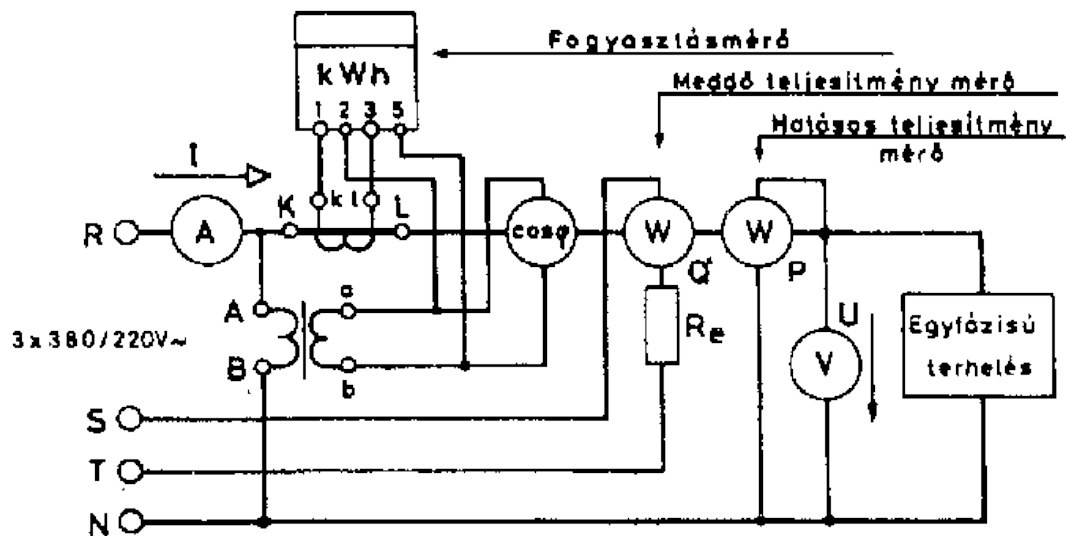 Fogyasztásmérő
kWh
1 2 3 5
Meddő teljesítmény mérő
Hatásos teljesítmény
mérő
I
K k l L
R A cosφ W W
Q P
A a
3x380/220V~
Re
U
Egyfázisú
terhelés
B b
V
S
T
N